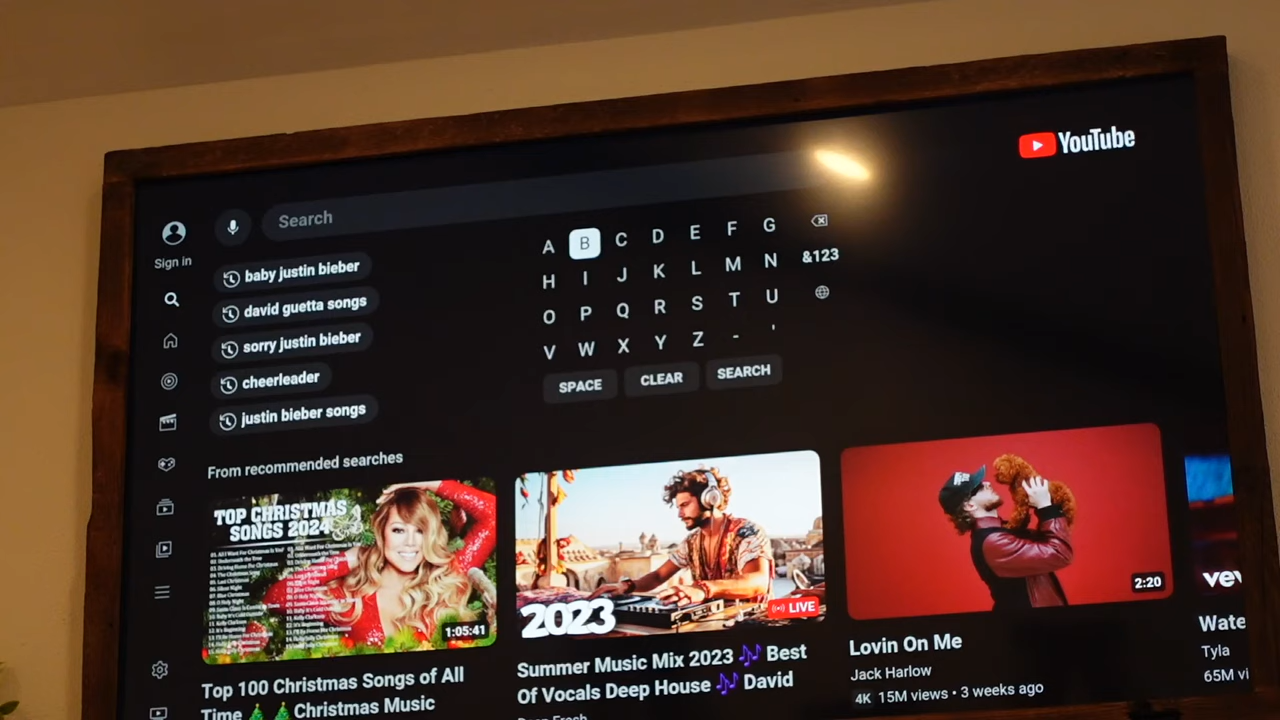 YouTube
Search
Sign in
baby justin bieber
david guetta songs
sorry justin bieber
cheerleader
justin bieber songs
A B C D E F G
H I J K L M N &123
O P Q R S T U
V W X Y Z - '
SPACE CLEAR SEARCH
From recommended searches
TOP CHRISTMAS
SONGS 2024
1:05:41
Top 100 Christmas Songs of All
Time 🎄🎄 Christmas Music
2023
LIVE
Summer Music Mix 2023 🎶 Best
Of Vocals Deep House 🎶 David
2:20
Lovin On Me
Jack Harlow
4K 15M views • 3 weeks ago
vev
Wate
Tyla
65M vi